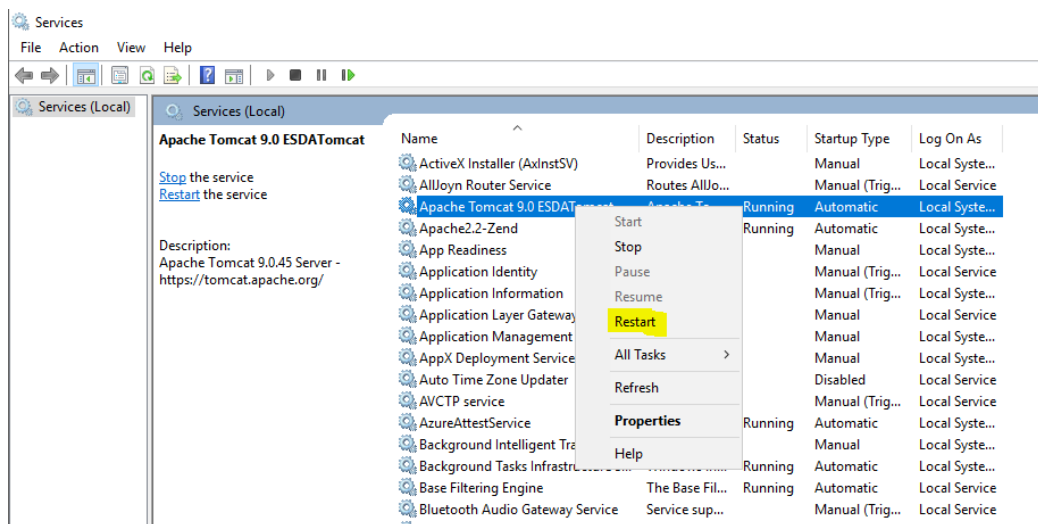 Services
File Action View Help
Services (Local)
Services (Local)
Apache Tomcat 9.0 ESDATomcat
Stop the service
Restart the service
Description:
Apache Tomcat 9.0.45 Server -
https://tomcat.apache.org/
Name Description Status Startup Type Log On As
ActiveX Installer (AxInstSV) Provides Us... Manual Local Syste...
AllJoyn Router Service Routes AllJo... Manual (Trig... Local Service
Apache Tomcat 9.0 Running Automatic Local Syste...
Apache2.2-Zend Running Automatic Local Syste...
App Readiness Manual Local Syste...
Application Identity Manual (Trig... Local Service
Application Information Manual (Trig... Local Syste...
Application Layer Gateway Manual Local Service
Application Management Manual Local Syste...
AppX Deployment Service Manual Local Syste...
Auto Time Zone Updater Disabled Local Service
AVCTP service Manual (Trig... Local Service
AzureAttestService Running Automatic Local Syste...
Background Intelligent Tra Manual Local Syste...
Background Tasks Running Automatic Local Syste...
Base Filtering Engine The Base Fil... Running Automatic Local Service
Bluetooth Audio Gateway Service Service sup... Manual (Trig... Local Service
Start
Stop
Pause
Resume
Restart
All Tasks
Refresh
Properties
Help